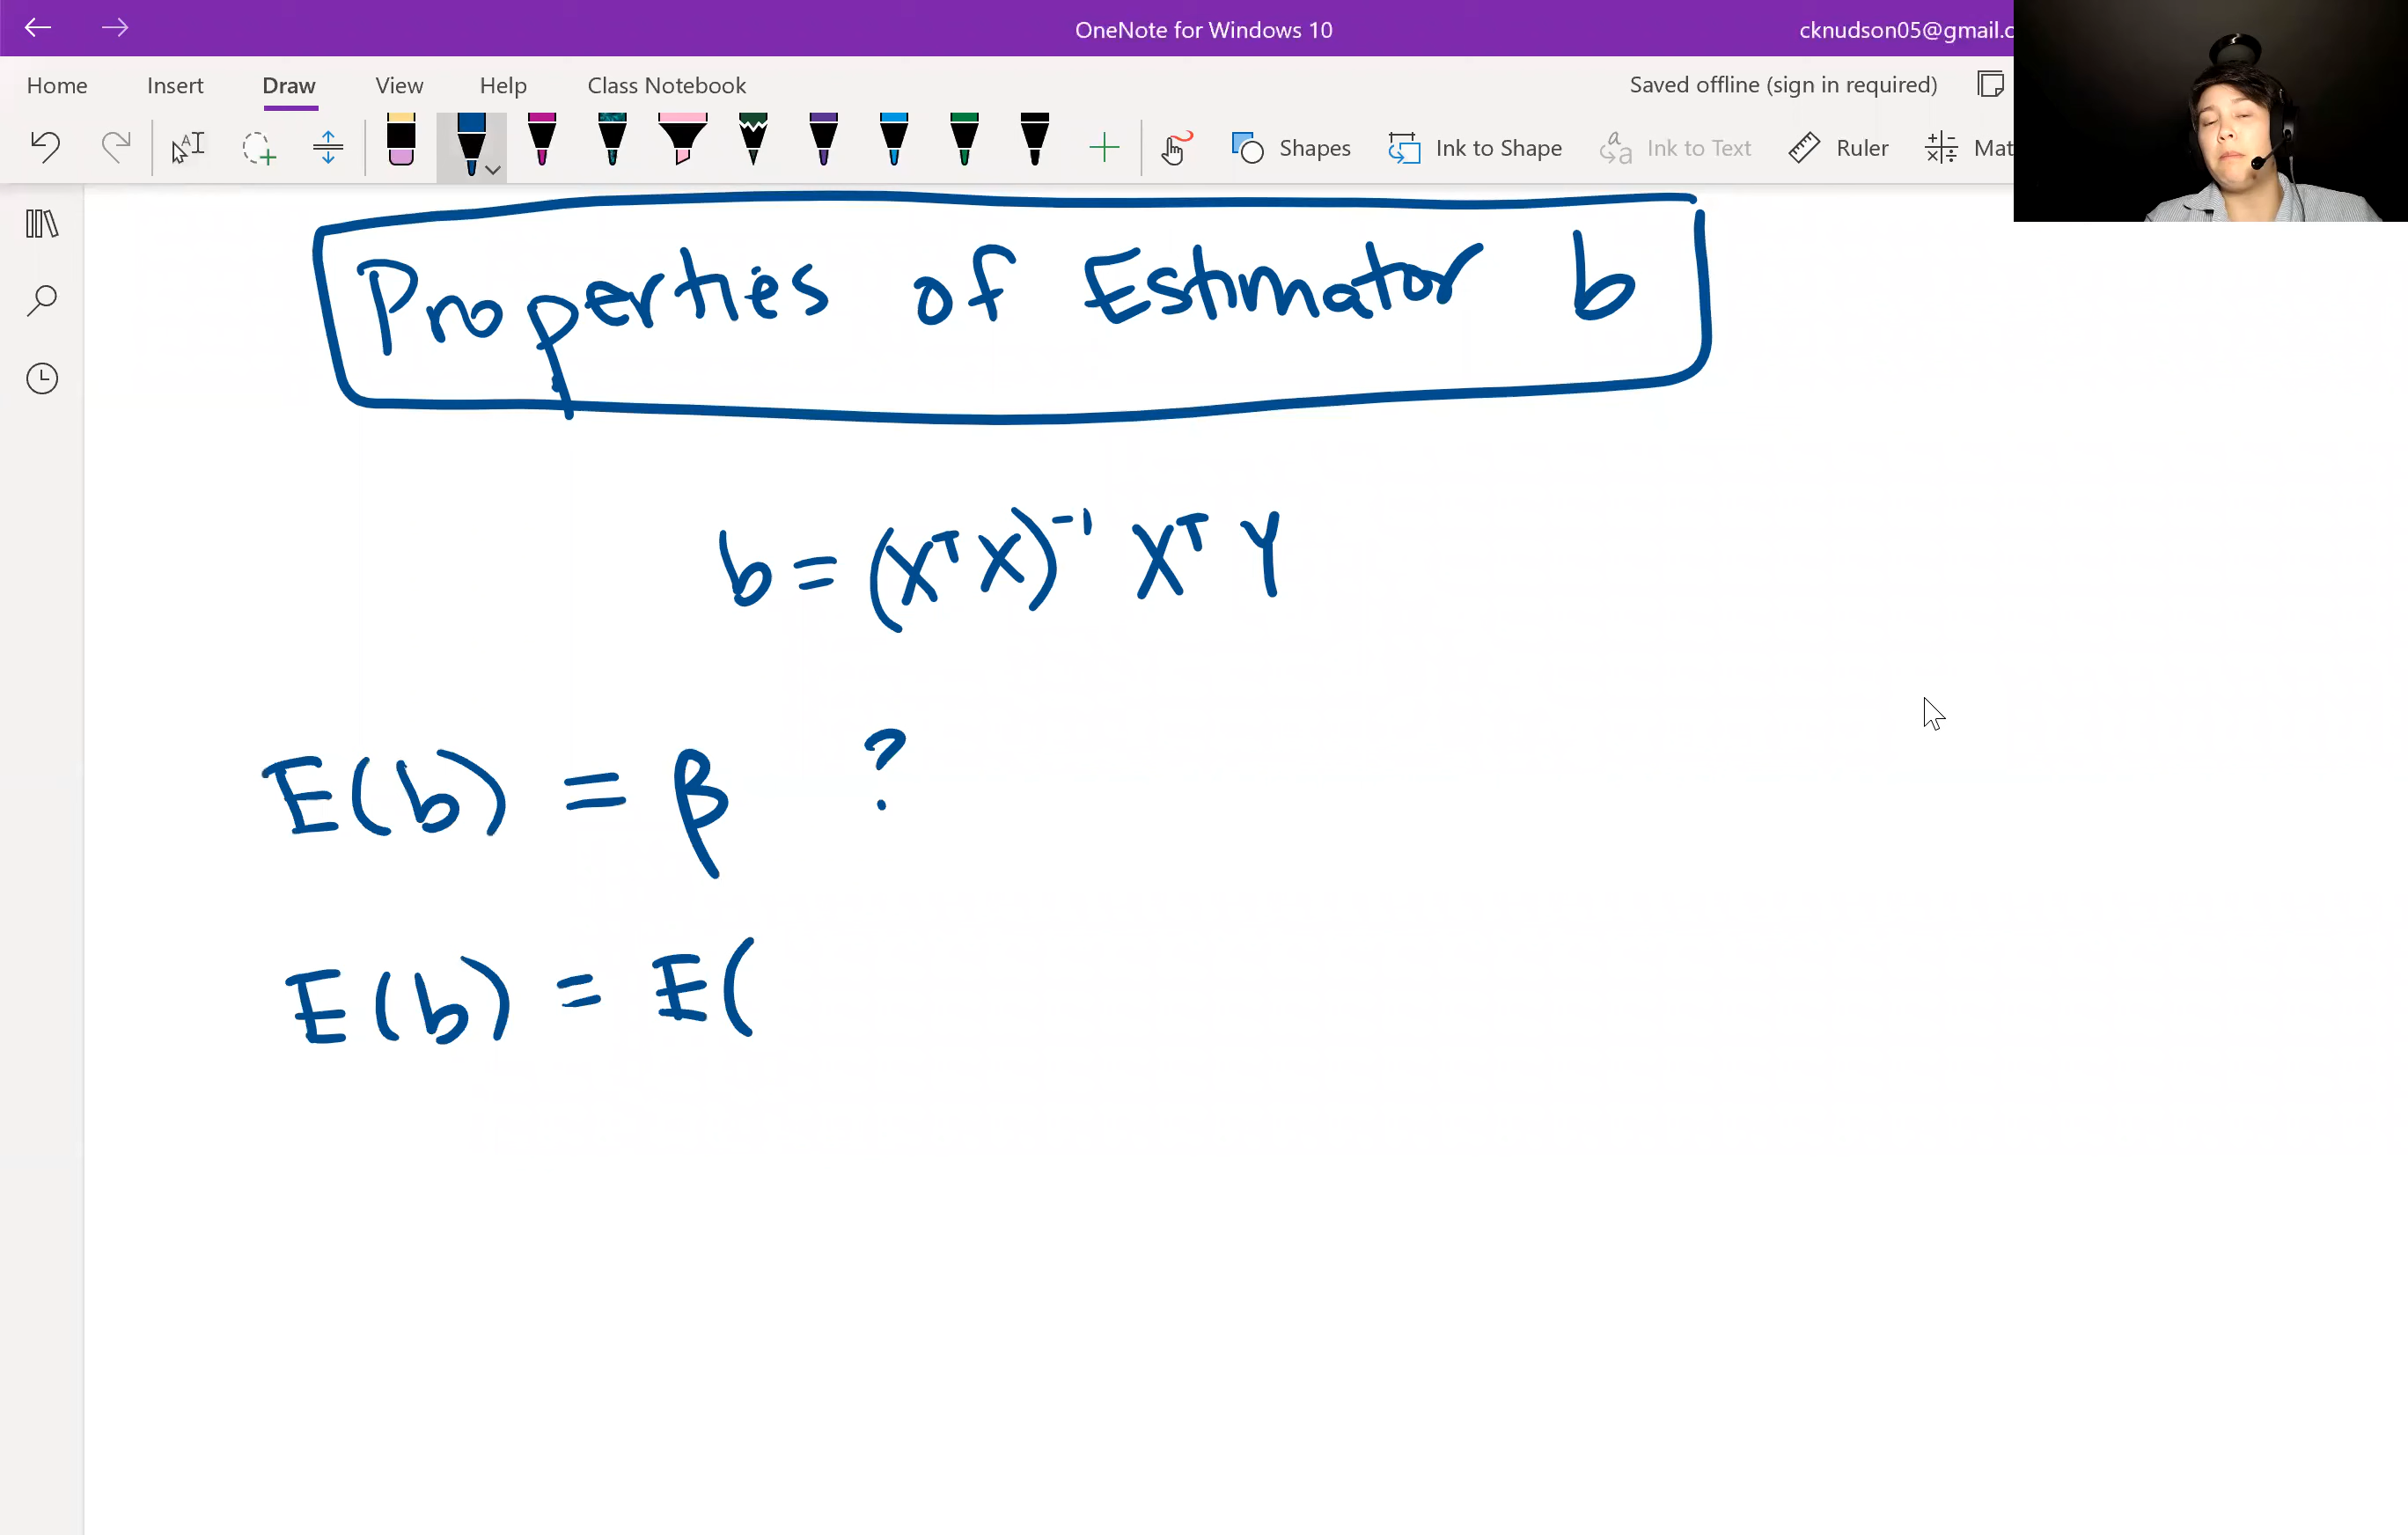 OneNote for Windows 10
cknudson05@gmail.c
Home Insert Draw View Help Class Notebook
Saved offline (sign in required)
Shapes Ink to Shape Ink to Text Ruler Mat
Properties of Estimator b
b = (XᵀX)⁻¹ Xᵀ Y
E(b) = β ?
E(b) = E(